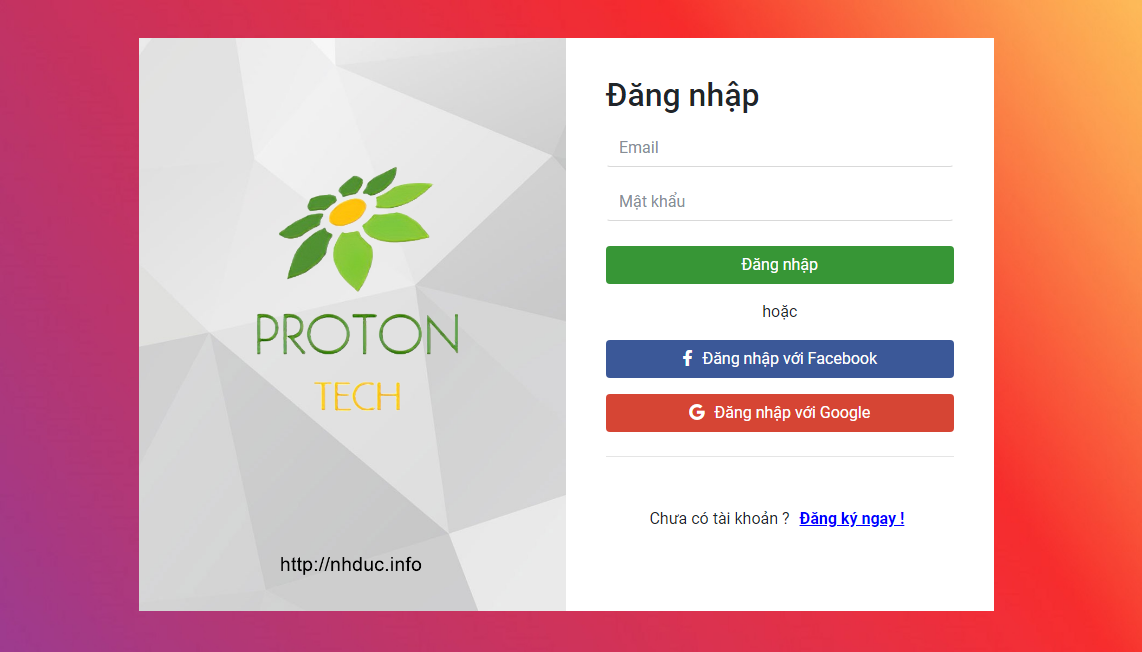 PROTON
TECH
http://nhduc.info
Đăng nhập
Email
Mật khẩu
Đăng nhập
hoặc
Đăng nhập với Facebook
Đăng nhập với Google
Chưa có tài khoản ? Đăng ký ngay !